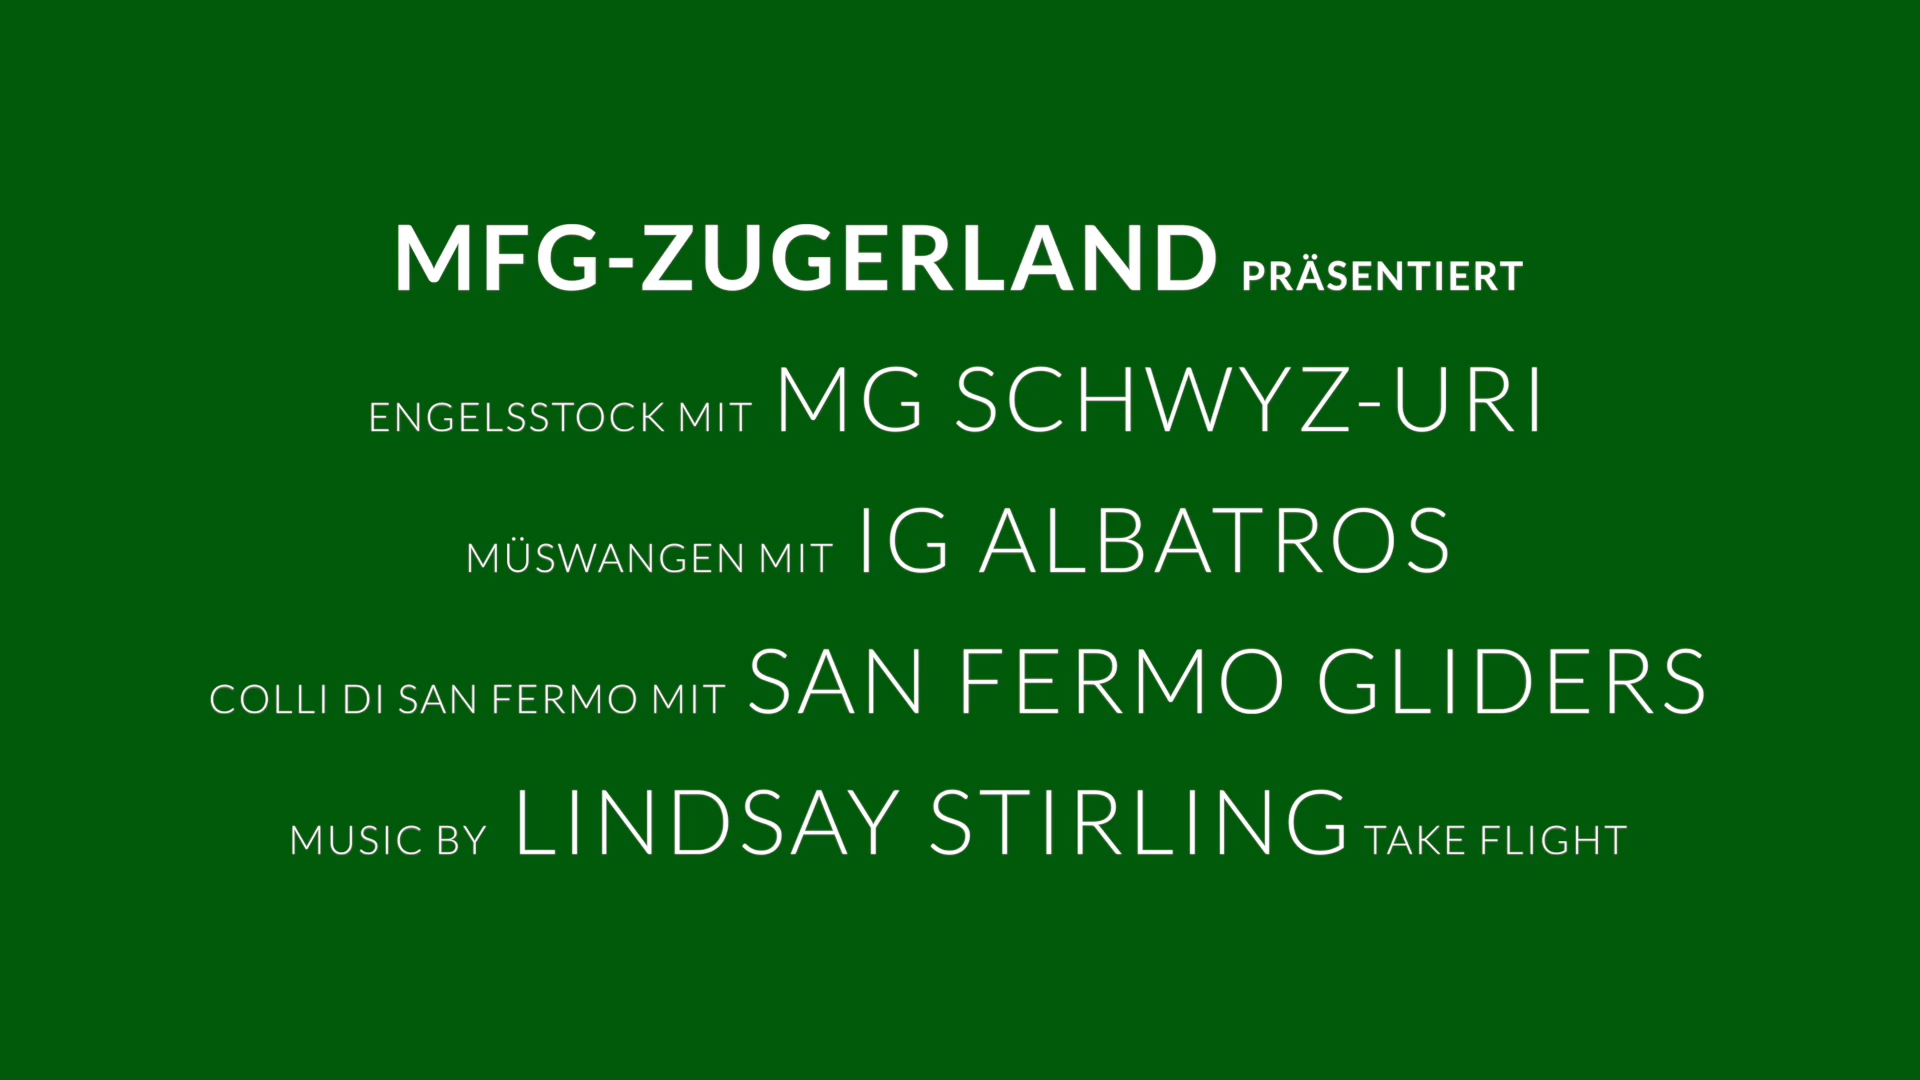 MFG-ZUGERLAND PRÄSENTIERT
ENGELSSTOCK MIT MG SCHWYZ-URI
MÜSWANGEN MIT IG ALBATROS
COLLI DI SAN FERMO MIT SAN FERMO GLIDERS
MUSIC BY LINDSAY STIRLING TAKE FLIGHT